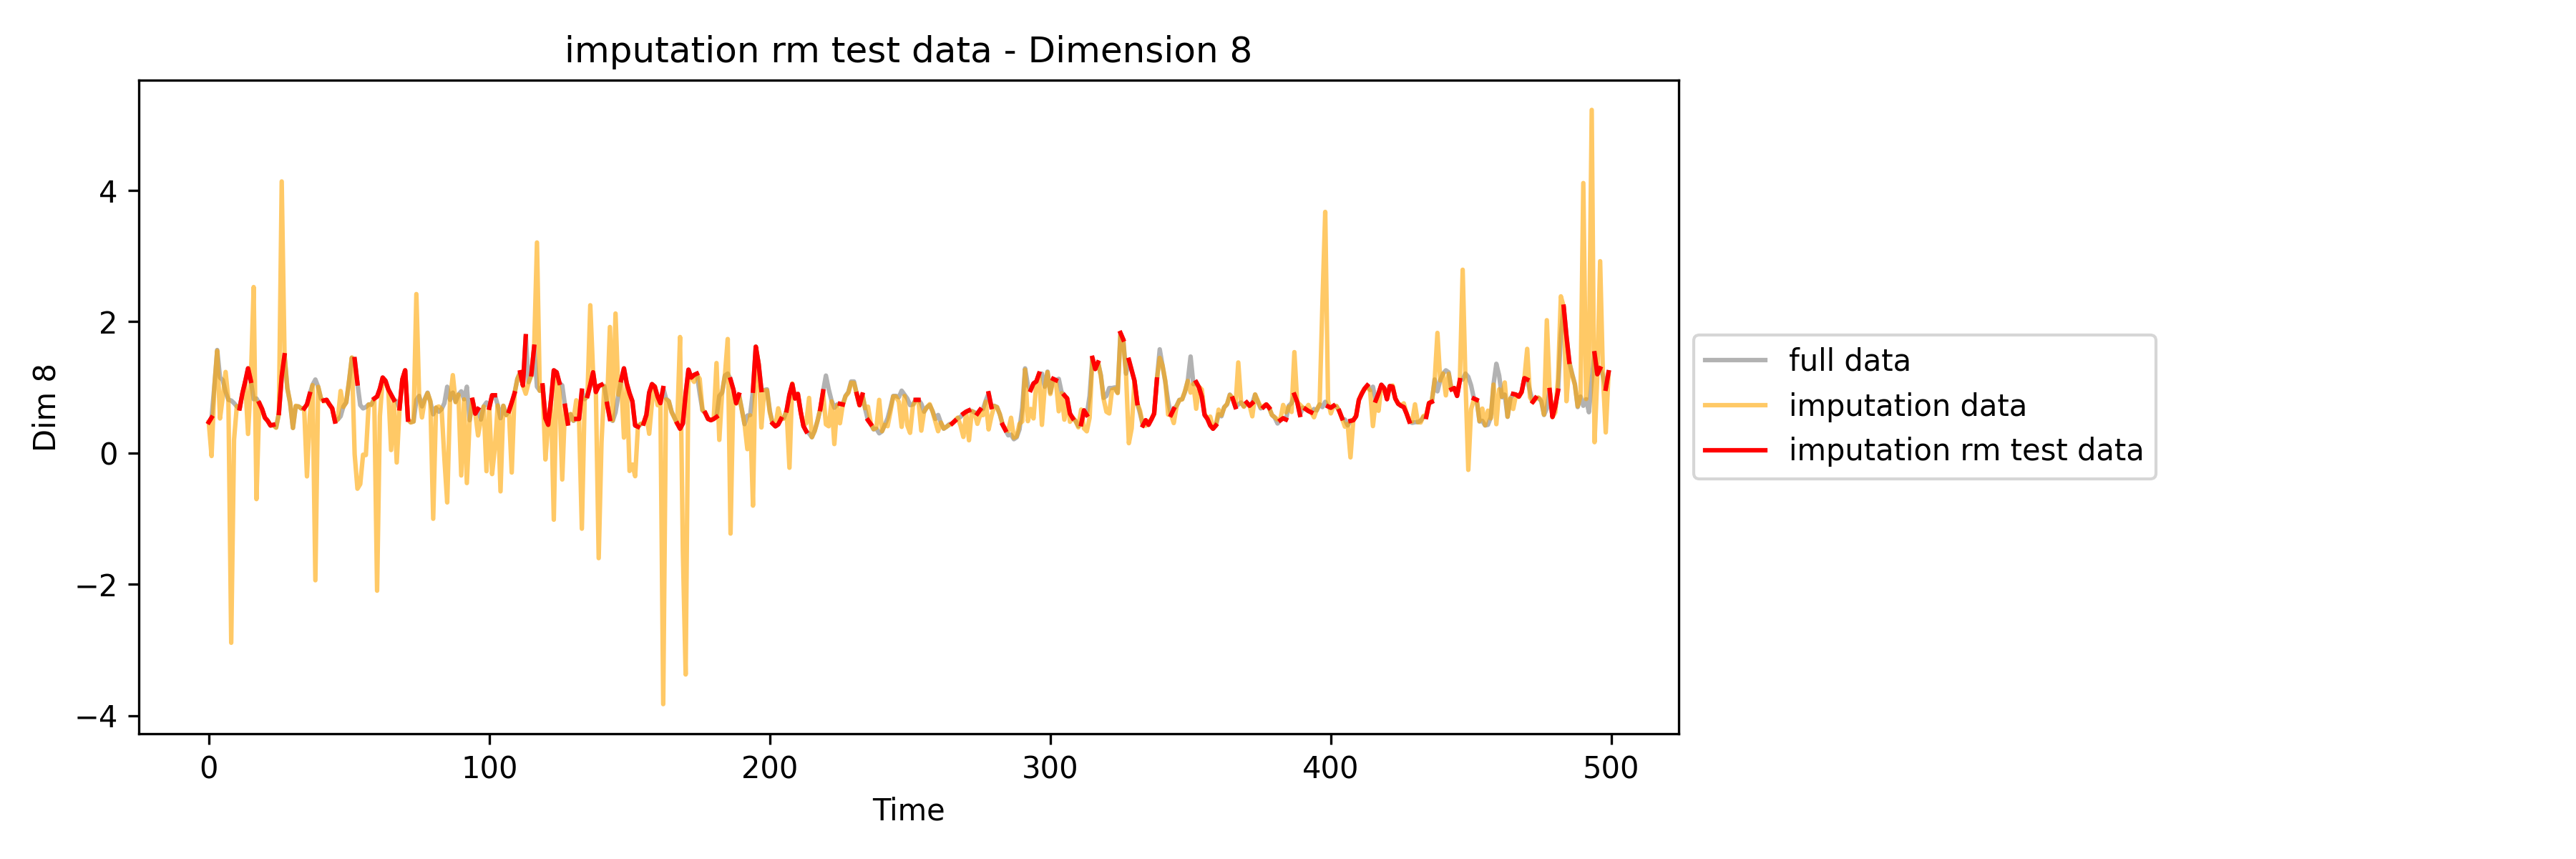 imputation rm test data - Dimension 8
Dim 8
4
2
0
−2
−4
0
100
200
300
400
500
Time
full data
imputation data
imputation rm test data